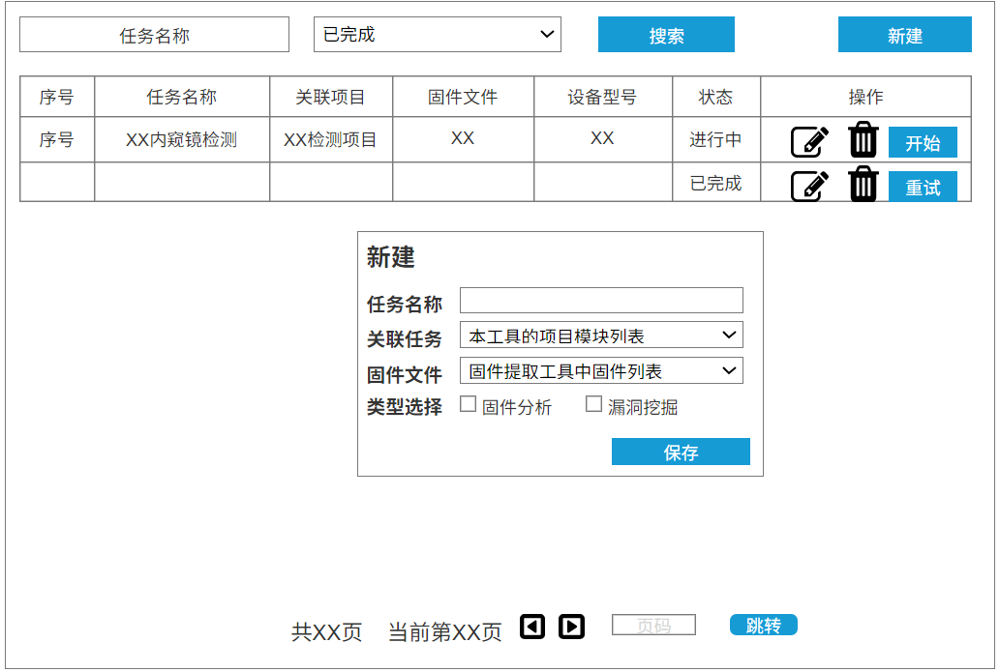 任务名称 已完成 搜索 新建
序号 任务名称 关联项目 固件文件 设备型号 状态 操作
序号 XX内窥镜检测 XX检测项目 XX XX 进行中 开始
已完成 重试
新建
任务名称
关联任务 本工具的项目模块列表
固件文件 固件提取工具中固件列表
类型选择 固件分析 漏洞挖掘
保存
共XX页 当前第XX页 页码 跳转